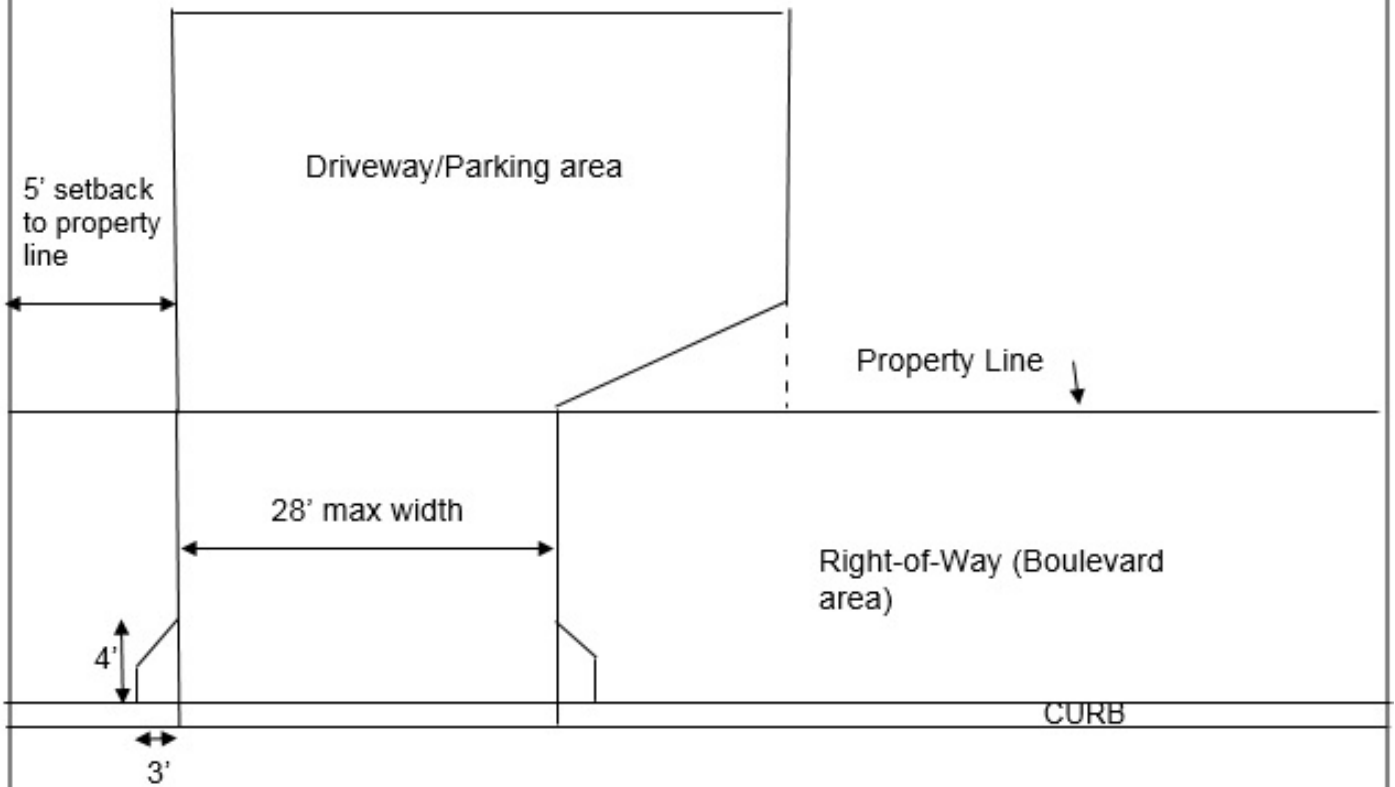 Driveway/Parking area
5’ setback
to property
line
Property Line
28’ max width
Right-of-Way (Boulevard
area)
4’
CURB
3’